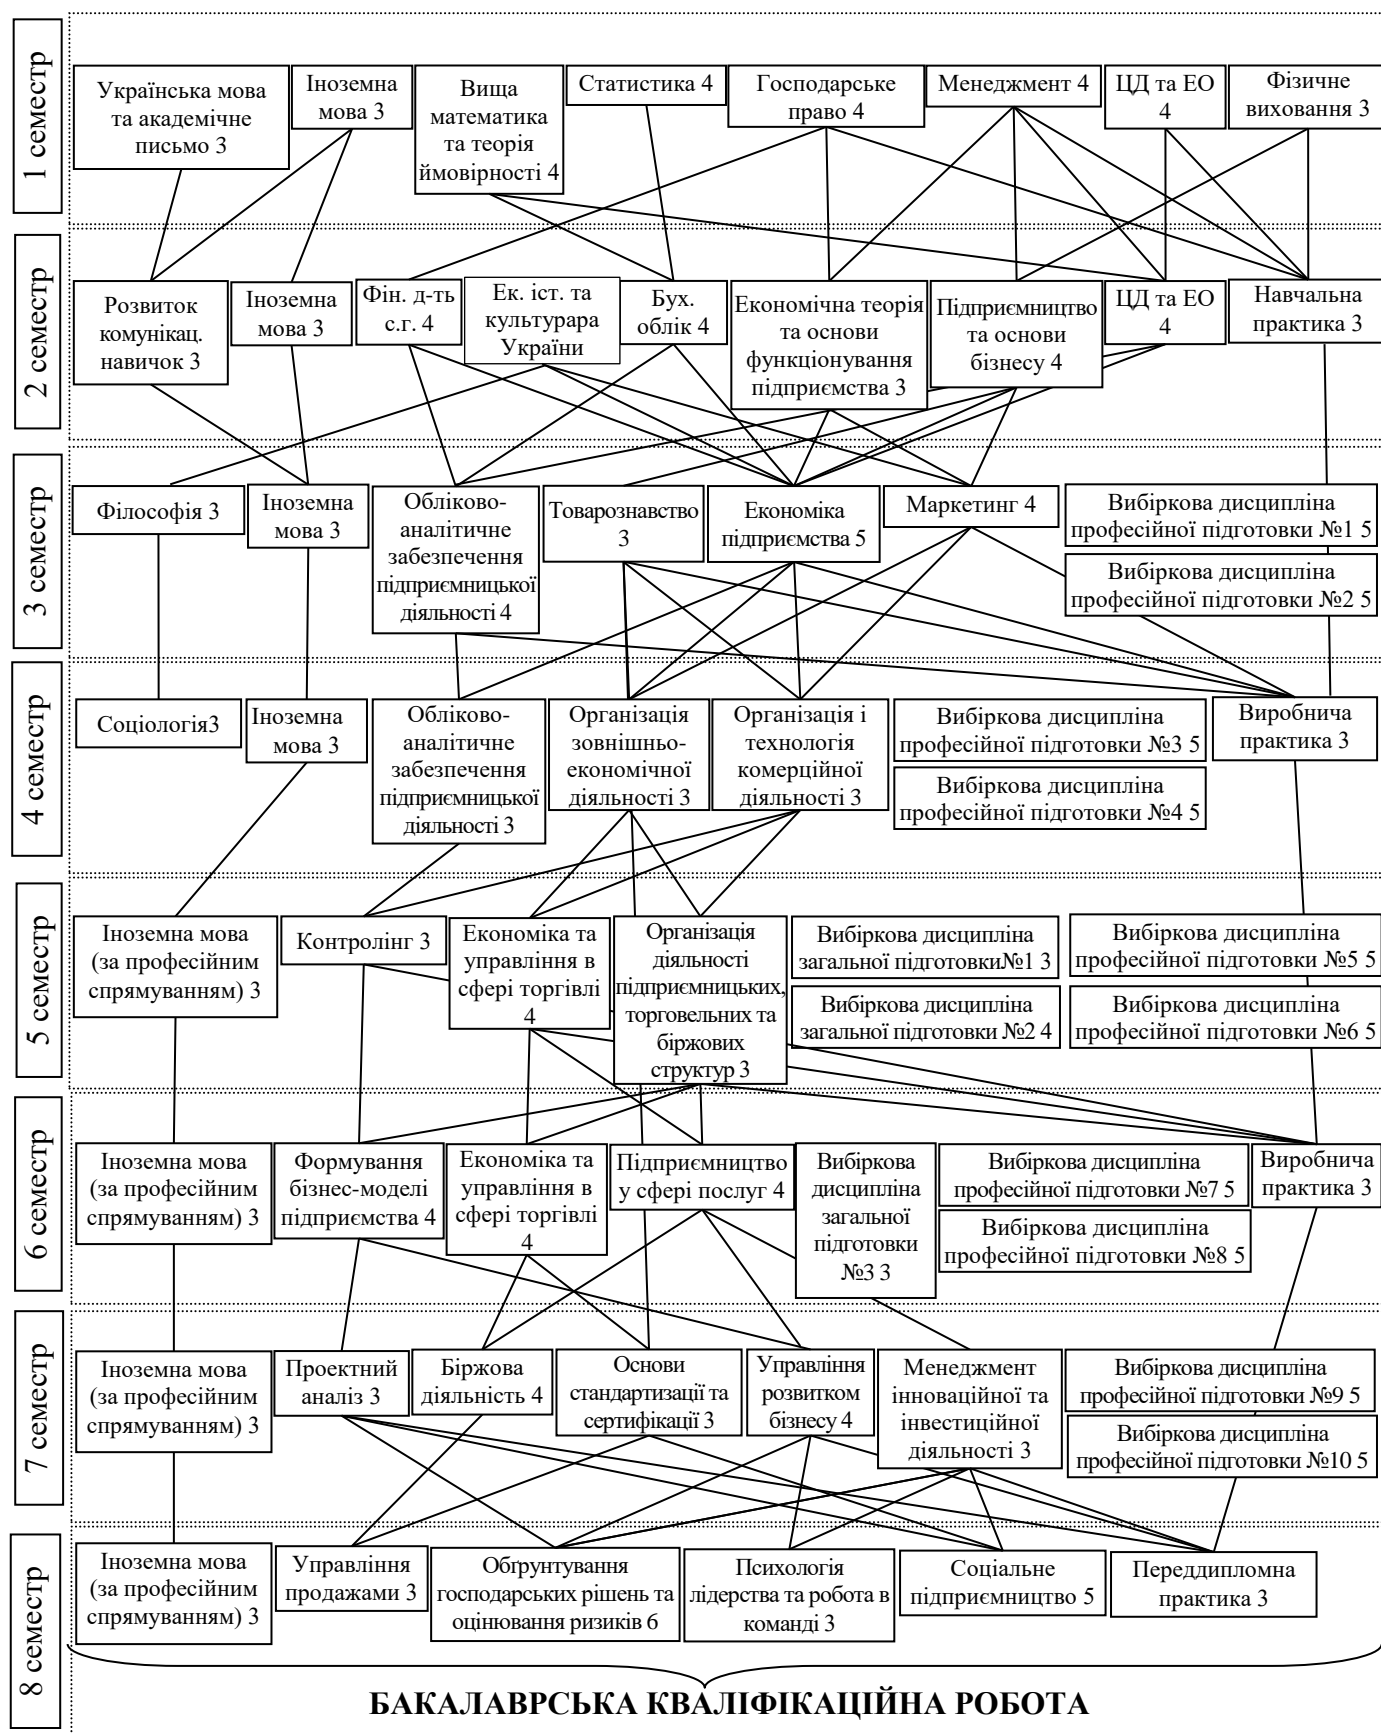 1 семестр
Українська мова
та академічне
письмо 3
Іноземна
мова 3
Вища
математика
та теорія
ймовірності 4
Статистика 4
Господарське
право 4
Менеджмент 4
ЦД та ЕО
4
Фізичне
виховання 3
2 семестр
Розвиток
комунікац.
навичок 3
Іноземна
мова 3
Фін. д-ть
с.г. 4
Ек. іст. та
культурара
України
Бух.
облік 4
Економічна теорія
та основи
функціонування
підприємства 3
Підприємництво
та основи
бізнесу 4
ЦД та ЕО
4
Навчальна
практика 3
3 семестр
Філософія 3
Іноземна
мова 3
Обліково-
аналітичне
забезпечення
підприємницької
діяльності 4
Товарознавство
3
Економіка
підприємства 5
Маркетинг 4
Вибіркова дисципліна
професійної підготовки №1 5
Вибіркова дисципліна
професійної підготовки №2 5
4 семестр
Соціологія3
Іноземна
мова 3
Обліково-
аналітичне
забезпечення
підприємницької
діяльності 3
Організація
зовнішньо-
економічної
діяльності 3
Організація і
технологія
комерційної
діяльності 3
Вибіркова дисципліна
професійної підготовки №3 5
Вибіркова дисципліна
професійної підготовки №4 5
Виробнича
практика 3
5 семестр
Іноземна мова
(за професійним
спрямуванням) 3
Контролінг 3
Економіка та
управління в
сфері торгівлі
4
Організація
діяльності
підприємницьких,
торговельних та
біржових
структур 3
Вибіркова дисципліна
загальної підготовки№1 3
Вибіркова дисципліна
загальної підготовки №2 4
Вибіркова дисципліна
професійної підготовки №5 5
Вибіркова дисципліна
професійної підготовки №6 5
6 семестр
Іноземна мова
(за професійним
спрямуванням) 3
Формування
бізнес-моделі
підприємства 4
Економіка та
управління в
сфері торгівлі
4
Підприємництво
у сфері послуг 4
Вибіркова
дисципліна
загальної
підготовки
№3 3
Вибіркова дисципліна
професійної підготовки №7 5
Вибіркова дисципліна
професійної підготовки №8 5
Виробнича
практика 3
7 семестр
Іноземна мова
(за професійним
спрямуванням) 3
Проектний
аналіз 3
Біржова
діяльність 4
Основи
стандартизації та
сертифікації 3
Управління
розвитком
бізнесу 4
Менеджмент
інноваційної та
інвестиційної
діяльності 3
Вибіркова дисципліна
професійної підготовки №9 5
Вибіркова дисципліна
професійної підготовки №10 5
8 семестр
Іноземна мова
(за професійним
спрямуванням) 3
Управління
продажами 3
Обґрунтування
господарських рішень та
оцінювання ризиків 6
Психологія
лідерства та робота в
команді 3
Соціальне
підприємництво 5
Переддипломна
практика 3
БАКАЛАВРСЬКА КВАЛІФІКАЦІЙНА РОБОТА